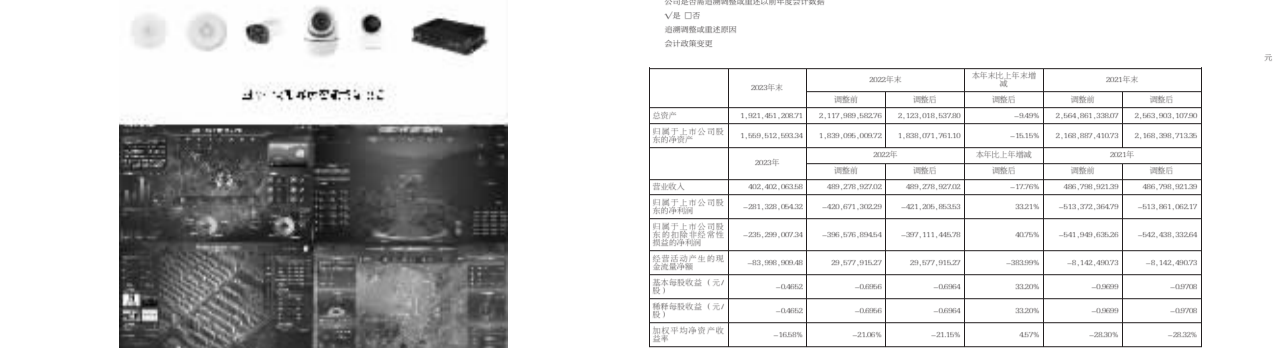 公司是否需追溯调整或重述以前年度会计数据
√是 □否
追溯调整或重述原因
会计政策变更
元
2023年末 2022年末 本年末比上年末增减 2021年末
调整前 调整后 调整后 调整前 调整后
总资产 1,921,451,208.71 2,117,989,582.76 2,123,018,537.80 -9.49% 2,564,861,338.07 2,563,903,107.90
归属于上市公司股东的净资产 1,559,512,593.34 1,839,095,009.72 1,838,071,761.10 -15.15% 2,168,887,410.73 2,168,398,713.35
2023年 2022年 本年比上年增减 2021年
调整前 调整后 调整后 调整前 调整后
营业收入 402,402,063.58 489,278,927.02 489,278,927.02 -17.76% 486,798,921.39 486,798,921.39
归属于上市公司股东的净利润 -281,328,054.32 -420,671,302.29 -421,205,853.53 33.21% -513,372,364.79 -513,861,062.17
归属于上市公司股东的扣除非经常性损益的净利润 -235,299,007.34 -396,576,894.54 -397,111,445.78 40.75% -541,949,635.26 -542,438,332.64
经营活动产生的现金流量净额 -83,998,909.48 29,577,915.27 29,577,915.27 -383.99% -8,142,490.73 -8,142,490.73
基本每股收益（元/股） -0.4652 -0.6956 -0.6964 33.20% -0.9699 -0.9708
稀释每股收益（元/股） -0.4652 -0.6956 -0.6964 33.20% -0.9699 -0.9708
加权平均净资产收益率 -16.58% -21.06% -21.15% 4.57% -28.30% -28.32%